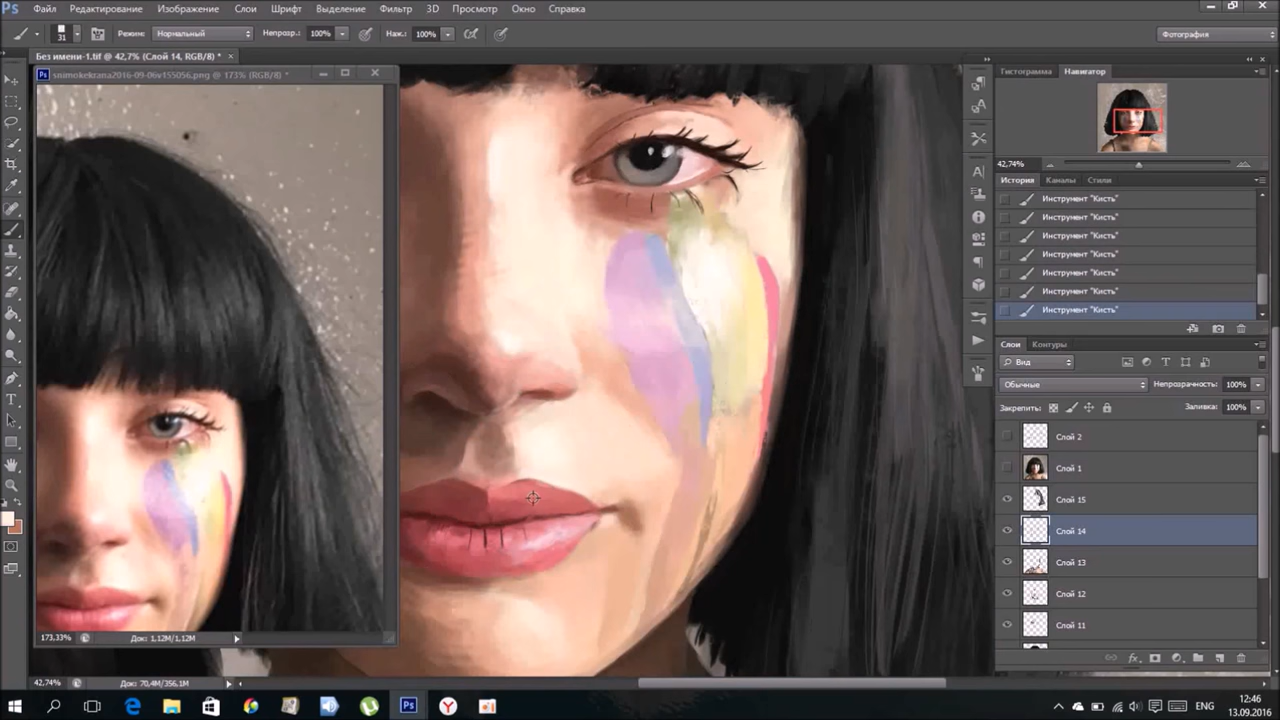 Ps Файл Редактирование Изображение Слои Шрифт Выделение Фильтр 3D Просмотр Окно Справка
31 Режим: Нормальный Непрозр.: 100% Наж.: 100% Фотография
Без имени-1.tif @ 42,7% (Слой 14, RGB/8) * ×
Ps snimokekrana2016-09-06v155056.png @ 173% (RGB/8) *
Гистограмма Навигатор
42,74%
История Каналы Стили
Инструмент "Кисть"
Инструмент "Кисть"
Инструмент "Кисть"
Инструмент "Кисть"
Инструмент "Кисть"
Инструмент "Кисть"
Инструмент "Кисть"
Слои Контуры
Вид
Обычные Непрозрачность: 100%
Закрепить: Заливка: 100%
Слой 2
Слой 1
Слой 15
Слой 14
Слой 13
Слой 12
Слой 11
173,33% Док: 1,12M/1,12M
42,74% Док: 70,4M/356,1M
ENG
12:46
13.09.2016